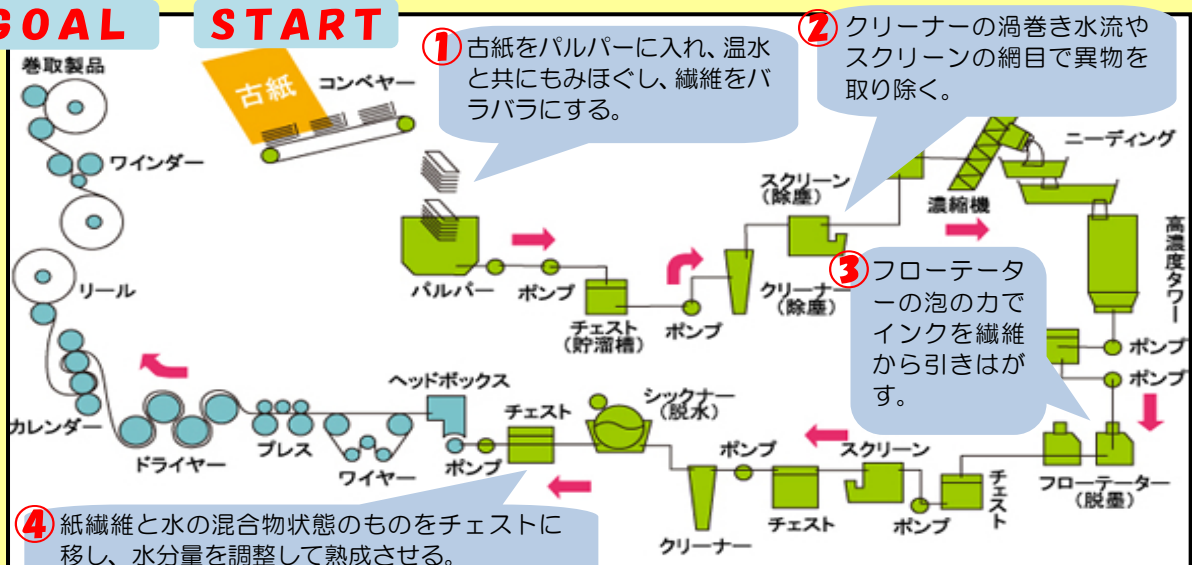 GOAL
START
①古紙をパルパーに入れ、温水
と共にもみほぐし、繊維をバ
ラバラにする。
②クリーナーの渦巻き水流や
スクリーンの網目で異物を
取り除く。
巻取製品
古紙
コンベヤー
ワインダー
リール
カレンダー
ドライヤー
プレス
ワイヤー
ヘッドボックス
ポンプ
チェスト
シックナー
(脱水)
パルパー
ポンプ
チェスト
(貯溜槽)
ポンプ
クリーナー
(除塵)
スクリーン
(除塵)
濃縮機
ニーディング
高濃度タワー
ポンプ
ポンプ
③フローテータ
ーの泡の力で
インクを繊維
から引きはが
す。
フローテーター
(脱墨)
チェスト
ポンプ
スクリーン
チェスト
ポンプ
クリーナー
④紙繊維と水の混合物状態のものをチェストに
移し、水分量を調整して熟成させる。